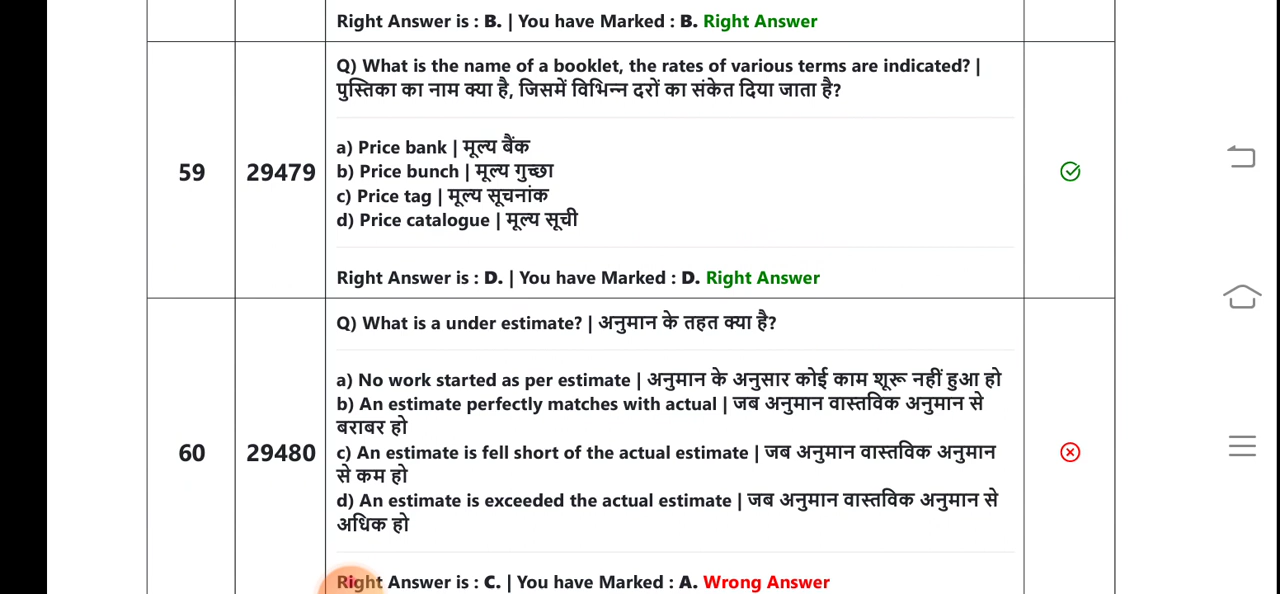 Right Answer is : B. | You have Marked : B. Right Answer
59
29479
Q) What is the name of a booklet, the rates of various terms are indicated? |
पुस्तिका का नाम क्या है, जिसमें विभिन्न दरों का संकेत दिया जाता है?
a) Price bank | मूल्य बैंक
b) Price bunch | मूल्य गुच्छा
c) Price tag | मूल्य सूचनांक
d) Price catalogue | मूल्य सूची
Right Answer is : D. | You have Marked : D. Right Answer
60
29480
Q) What is a under estimate? | अनुमान के तहत क्या है?
a) No work started as per estimate | अनुमान के अनुसार कोई काम शूरू नहीं हुआ हो
b) An estimate perfectly matches with actual | जब अनुमान वास्तविक अनुमान से
बराबर हो
c) An estimate is fell short of the actual estimate | जब अनुमान वास्तविक अनुमान
से कम हो
d) An estimate is exceeded the actual estimate | जब अनुमान वास्तविक अनुमान से
अधिक हो
Right Answer is : C. | You have Marked : A. Wrong Answer